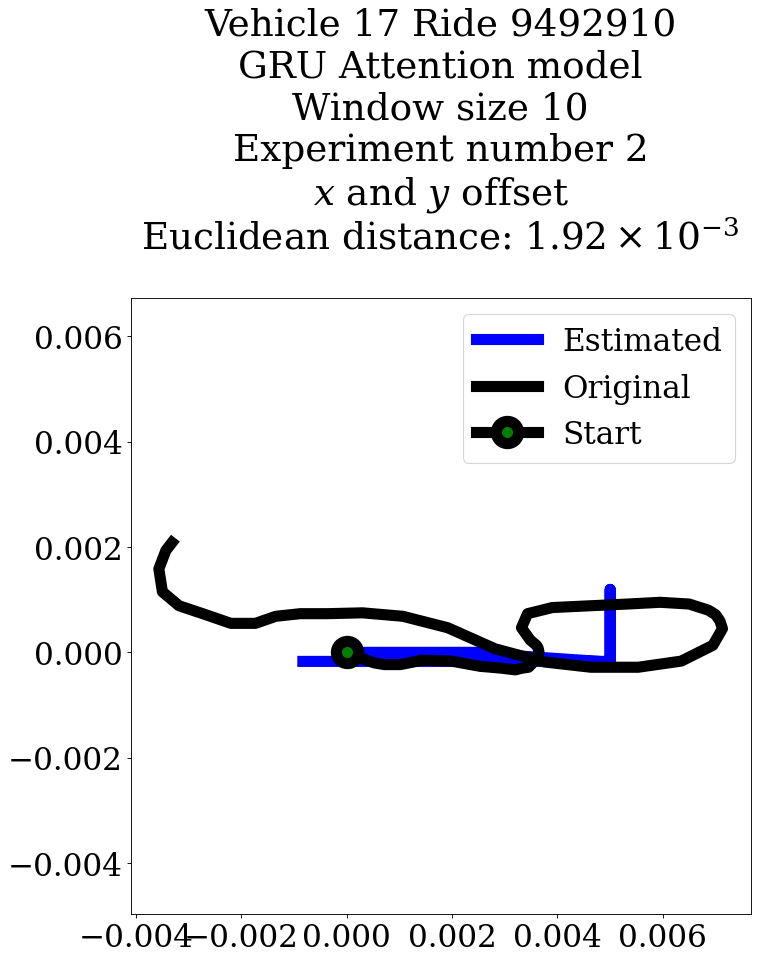 Vehicle 17 Ride 9492910
GRU Attention model
Window size 10
Experiment number 2
x and y offset
Euclidean distance: 1.92 × 10⁻³
Estimated
Original
Start
0.006
0.004
0.002
0.000
−0.002
−0.004
−0.004 −0.002 0.000 0.002 0.004 0.006